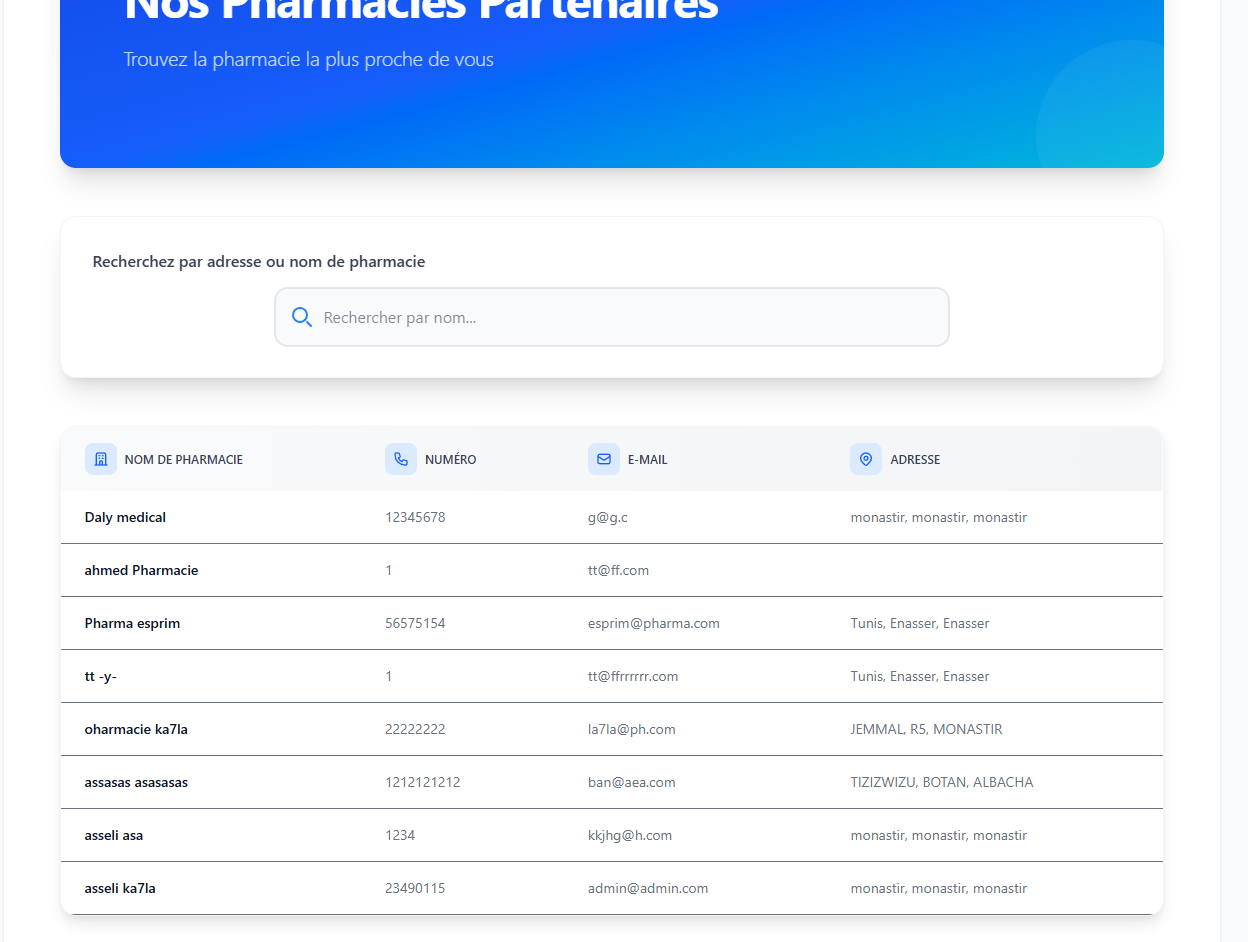 Nos Pharmacies Partenaires
Trouvez la pharmacie la plus proche de vous
Recherchez par adresse ou nom de pharmacie
Rechercher par nom...
NOM DE PHARMACIE NUMÉRO E-MAIL ADRESSE
Daly medical 12345678 g@g.c monastir, monastir, monastir
ahmed Pharmacie 1 tt@ff.com
Pharma esprim 56575154 esprim@pharma.com Tunis, Enasser, Enasser
tt -y- 1 tt@ffrrrrrr.com Tunis, Enasser, Enasser
oharmacie ka7la 22222222 la7la@ph.com JEMMAL, R5, MONASTIR
assasas asasasas 1212121212 ban@aea.com TIZIZWIZU, BOTAN, ALBACHA
asseli asa 1234 kkjhg@h.com monastir, monastir, monastir
asseli ka7la 23490115 admin@admin.com monastir, monastir, monastir